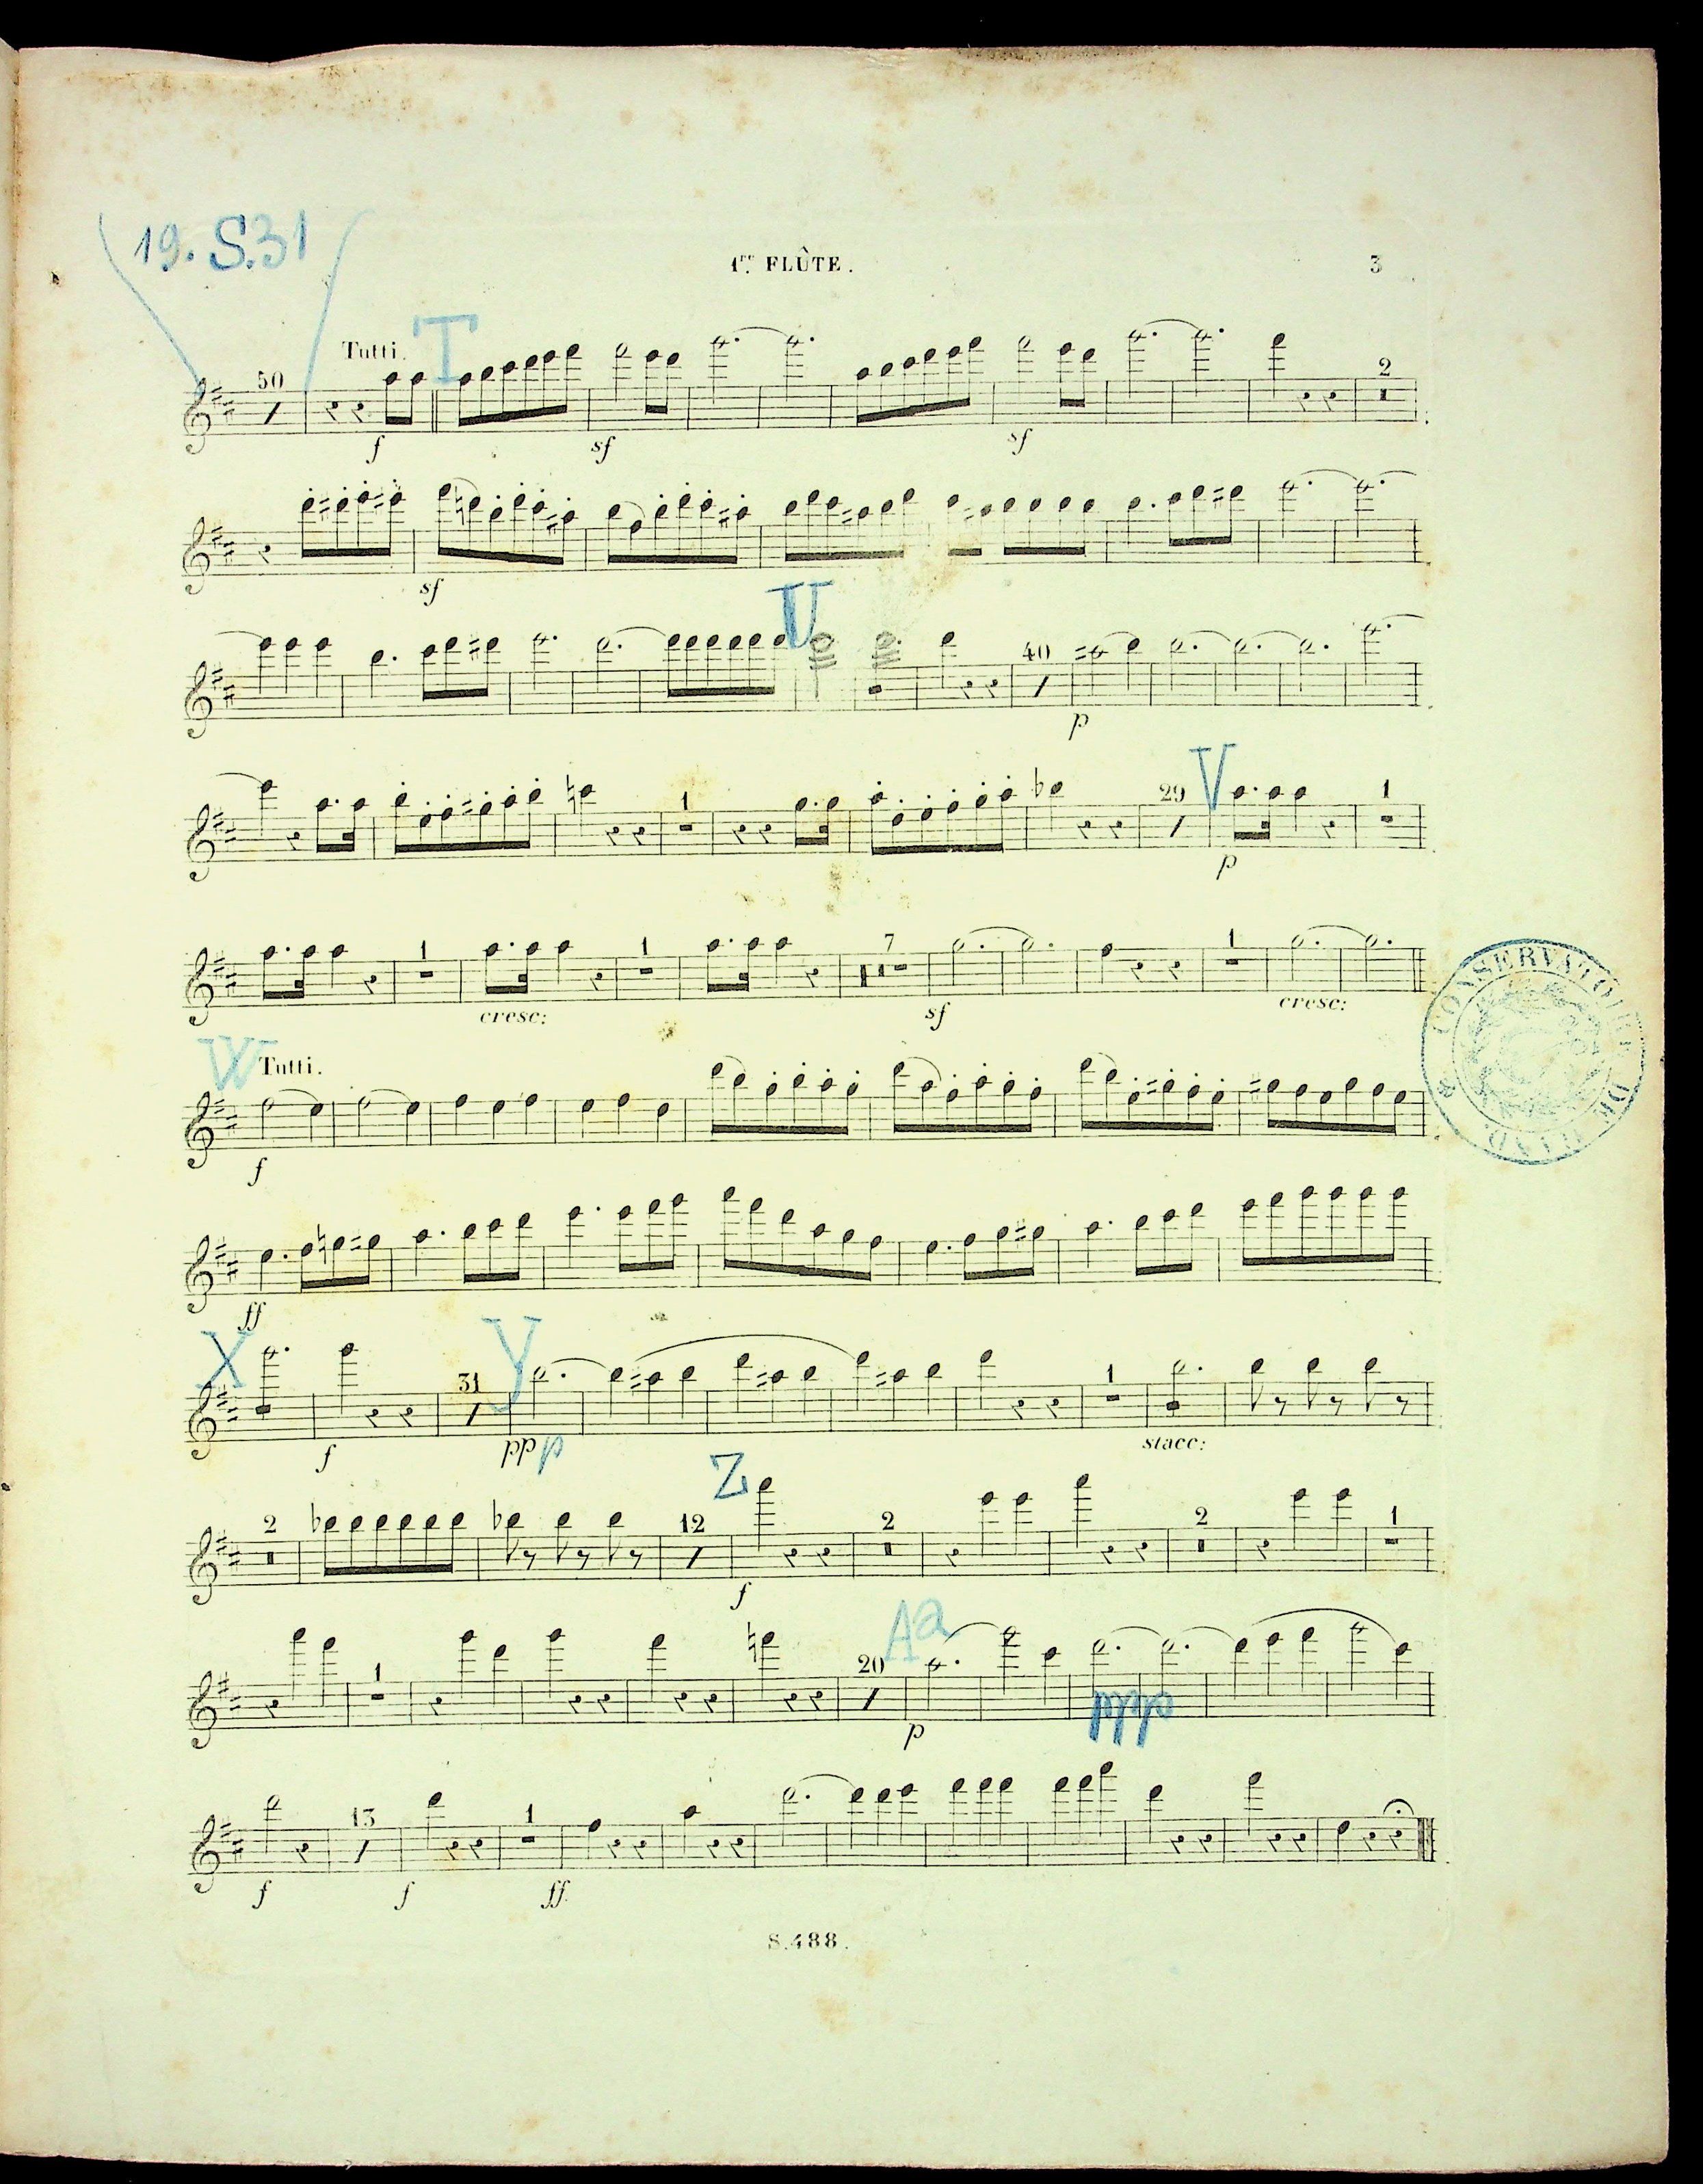 19. S.31
1re FLÛTE.
3
Tutti.
T
50
2
f
sf
sf
sf
U
40
p
V
1
29
1
p
1
1
7
1
cresc:
sf
cresc:
W
Tutti.
f
ff
X
Y
31
1
f
pp p
stacc:
Z
2
12
2
2
1
f
Aa
1
20
p
ppp
13
1
f
f
ff
S.488.
CONSERVATOIRE DE